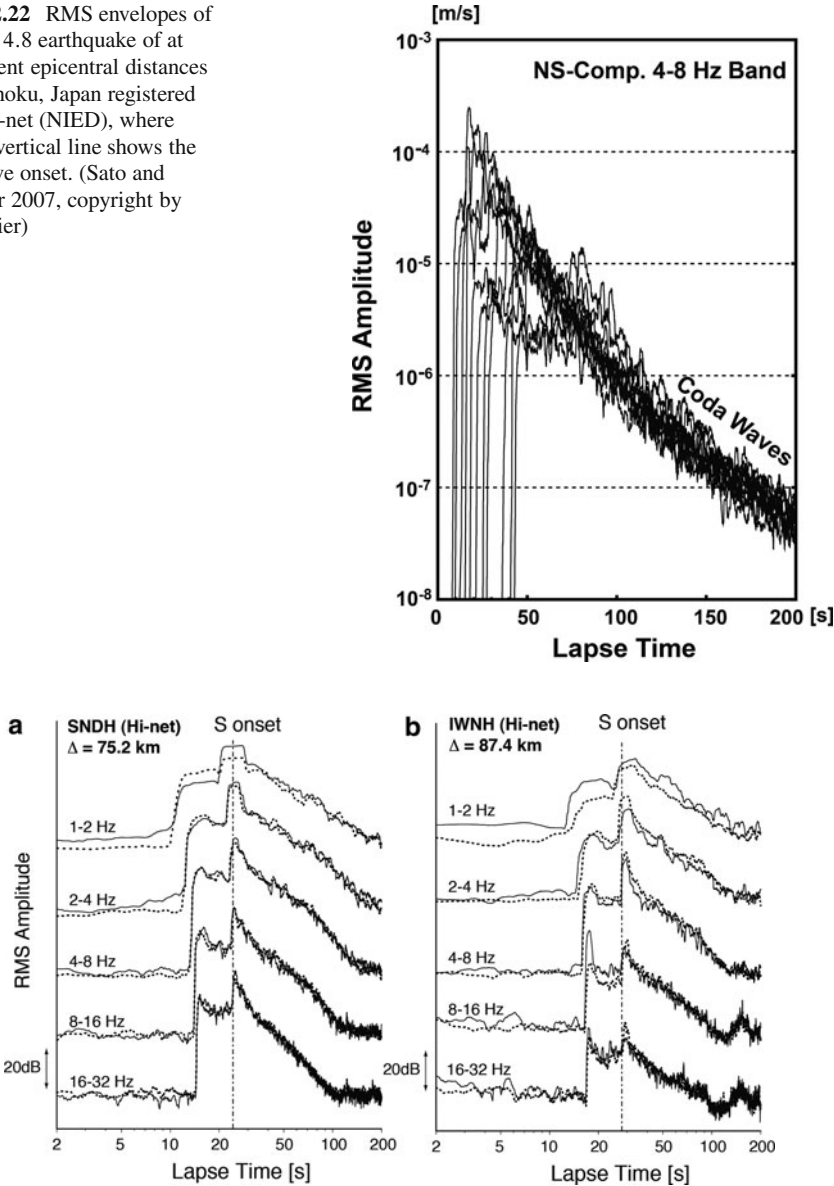 2.22 RMS envelopes of
4.8 earthquake of at
epicentral distances
Japan registered
(NIED), where
vertical line shows the
onset. (Sato and
2007, copyright by
[m/s]
10-3
NS-Comp. 4-8 Hz Band
10-4
10-5
10-6
10-7
10-8
RMS Amplitude
Coda Waves
0 50 100 150 200 [s]
Lapse Time
a SNDH (Hi-net) S onset
Δ = 75.2 km
1-2 Hz
2-4 Hz
4-8 Hz
8-16 Hz
16-32 Hz
RMS Amplitude
20dB
2 5 10 20 50 100 200
Lapse Time [s]
b IWNH (Hi-net) S onset
Δ = 87.4 km
1-2 Hz
2-4 Hz
4-8 Hz
8-16 Hz
16-32 Hz
20dB
2 5 10 20 50 100 200
Lapse Time [s]